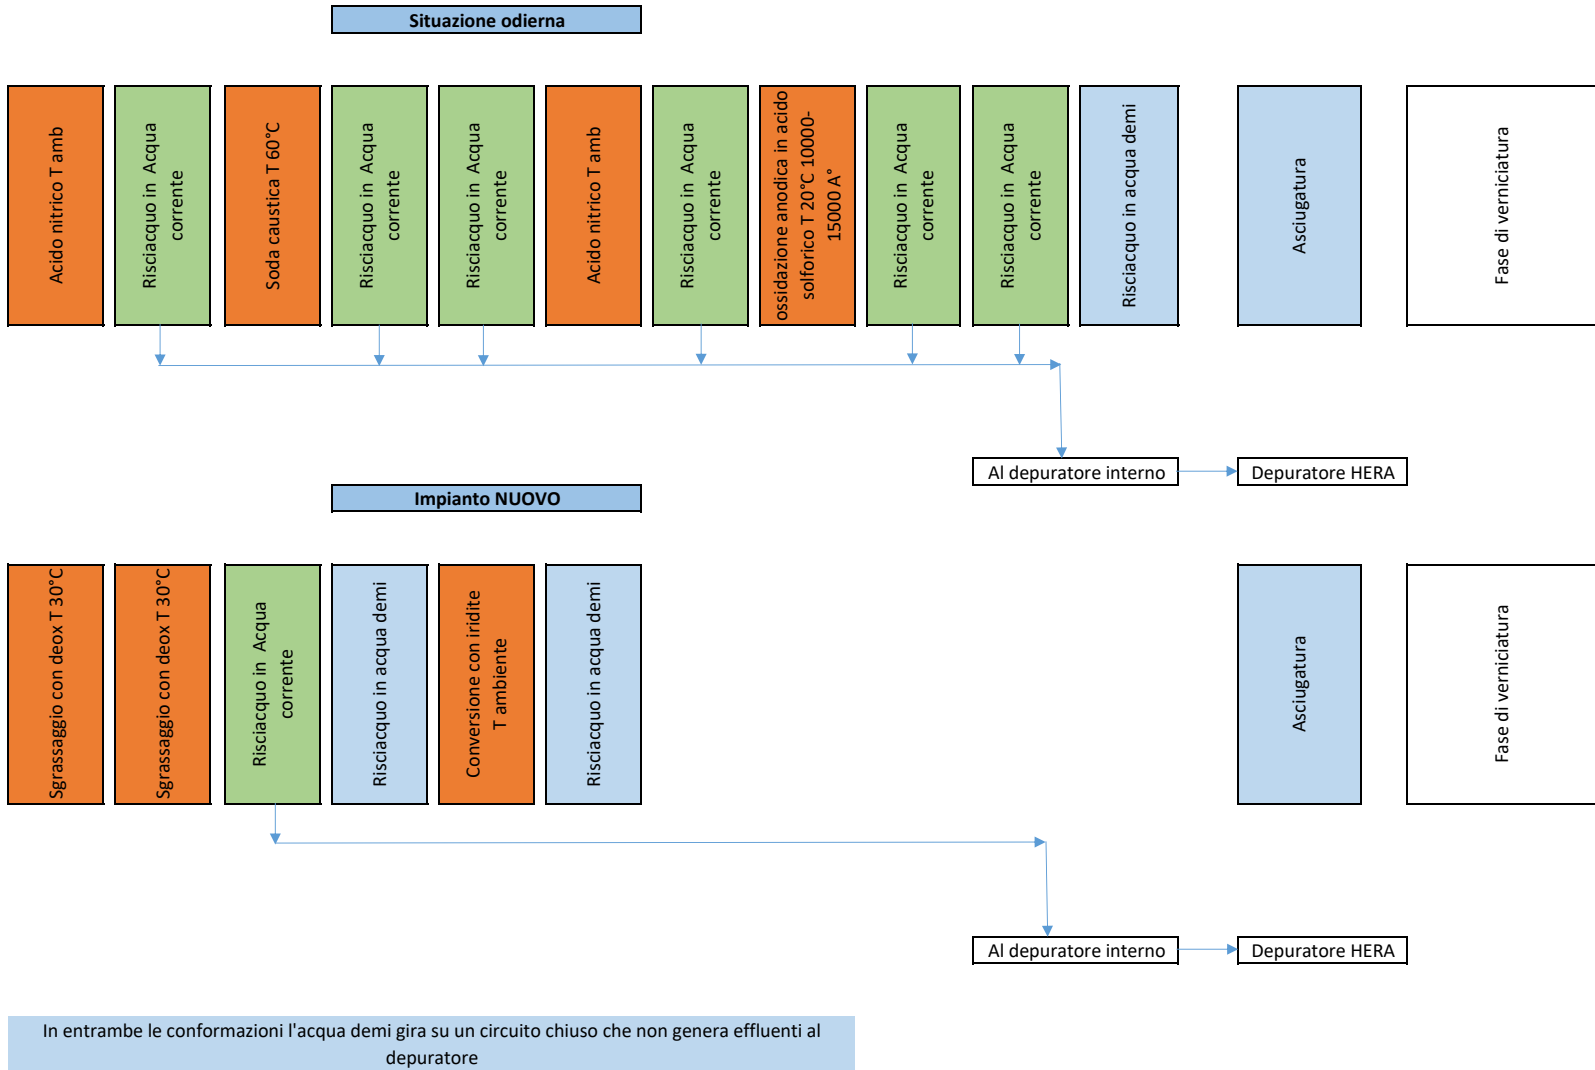 Situazione odierna
Acido nitrico T amb
Risciacquo in  Acqua
corrente
Soda caustica T 60°C
Risciacquo in  Acqua
corrente
Risciacquo in  Acqua
corrente
Acido nitrico T amb
Risciacquo in  Acqua
corrente
ossidazione anodica in acido
solforico T 20°C 10000-
15000 A°
Risciacquo in  Acqua
corrente
Risciacquo in  Acqua
corrente
Risciacquo in acqua demi
Asciugatura
Fase di verniciatura
Al depuratore interno
Depuratore HERA
Impianto NUOVO
Sgrassaggio con deox T 30°C
Sgrassaggio con deox T 30°C
Risciacquo in  Acqua
corrente
Risciacquo in acqua demi
Conversione con iridite
T ambiente
Risciacquo in acqua demi
Asciugatura
Fase di verniciatura
Al depuratore interno
Depuratore HERA
In entrambe le conformazioni l'acqua demi gira su un circuito chiuso che non genera effluenti al
depuratore